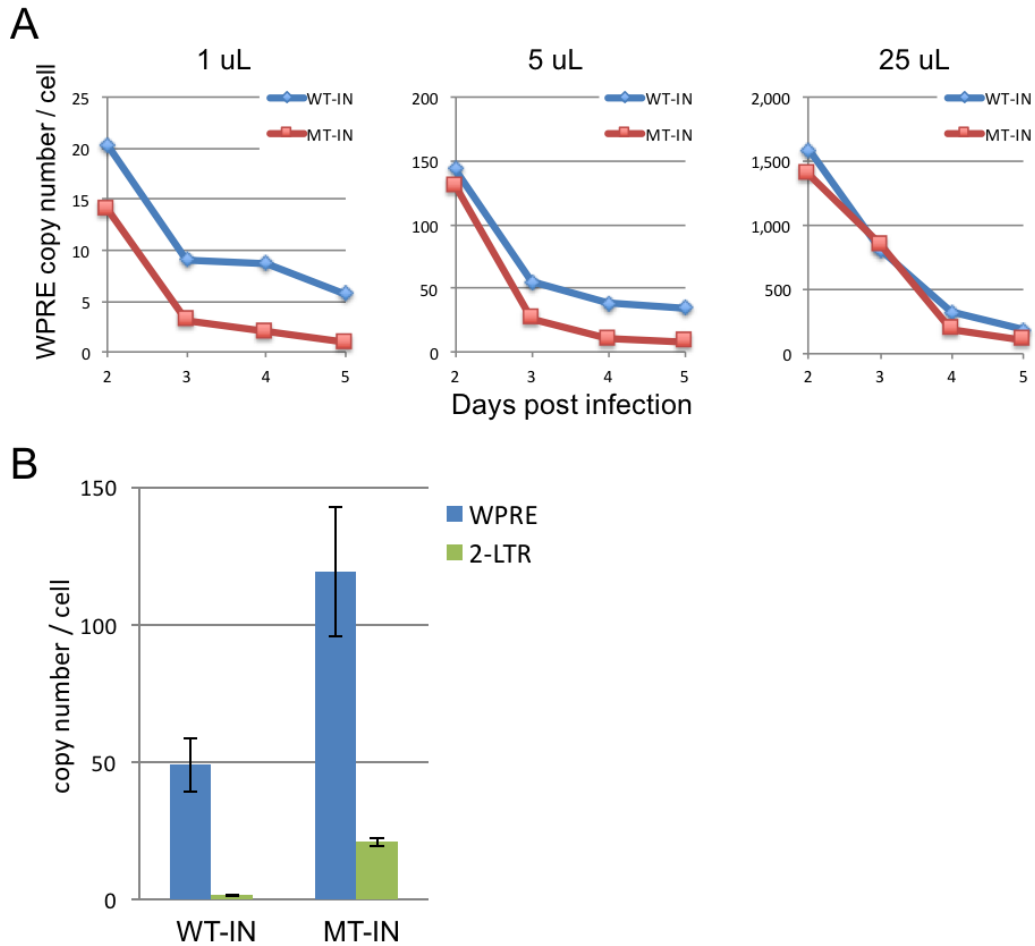 A
1 uL
5 uL
25 uL
WPRE copy number / cell
25
20
15
10
5
0
2
3
4
5
WT-IN
MT-IN
200
150
100
50
0
2
3
4
5
WT-IN
MT-IN
2,000
1,500
1,000
500
0
2
3
4
5
WT-IN
MT-IN
Days post infection
B
copy number / cell
150
100
50
0
WT-IN
MT-IN
WPRE
2-LTR